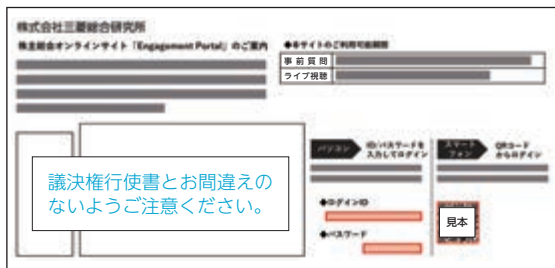 株式会社三菱総合研究所
株主総会オンラインサイト「Engagement Portal」のご案内
◆本サイトのご利用可能期間
事前質問
ライブ視聴
パソコン
ID/パスワードを
入力してログイン
スマート
フォン
QRコード
からログイン
議決権行使書とお間違えの
ないようご注意ください。
◆ログインID
◆パスワード
見本